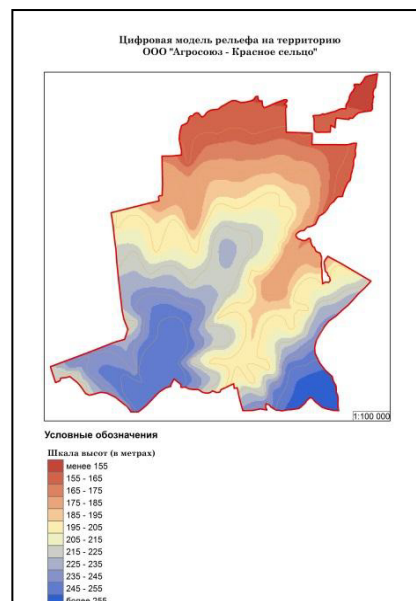 Цифровая модель рельефа на территорию
ООО "Агросоюз - Красное сельцо"
1:100 000
Условные обозначения
Шкала высот (в метрах)
менее 155
155 - 165
165 - 175
175 - 185
185 - 195
195 - 205
205 - 215
215 - 225
225 - 235
235 - 245
245 - 255
более 255